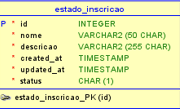 estado_inscricao
P * id INTEGER
* nome VARCHAR2 (50 CHAR)
* descricao VARCHAR2 (255 CHAR)
* created_at TIMESTAMP
* updated_at TIMESTAMP
* status CHAR (1)
estado_inscricao_PK (id)